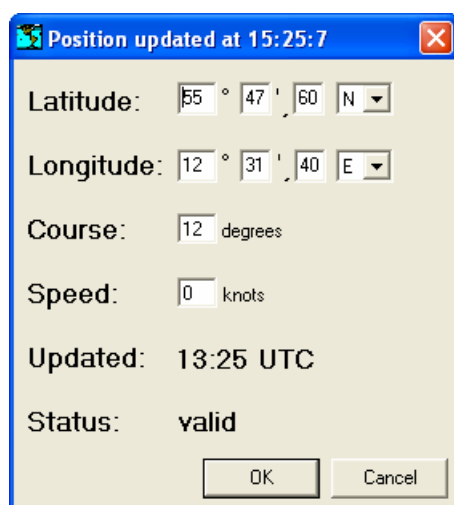 Position updated at 15:25:7
Latitude: 55 ° 47 ' , 60 N
Longitude: 12 ° 31 ' , 40 E
Course: 12 degrees
Speed: 0 knots
Updated: 13:25 UTC
Status: valid
OK Cancel